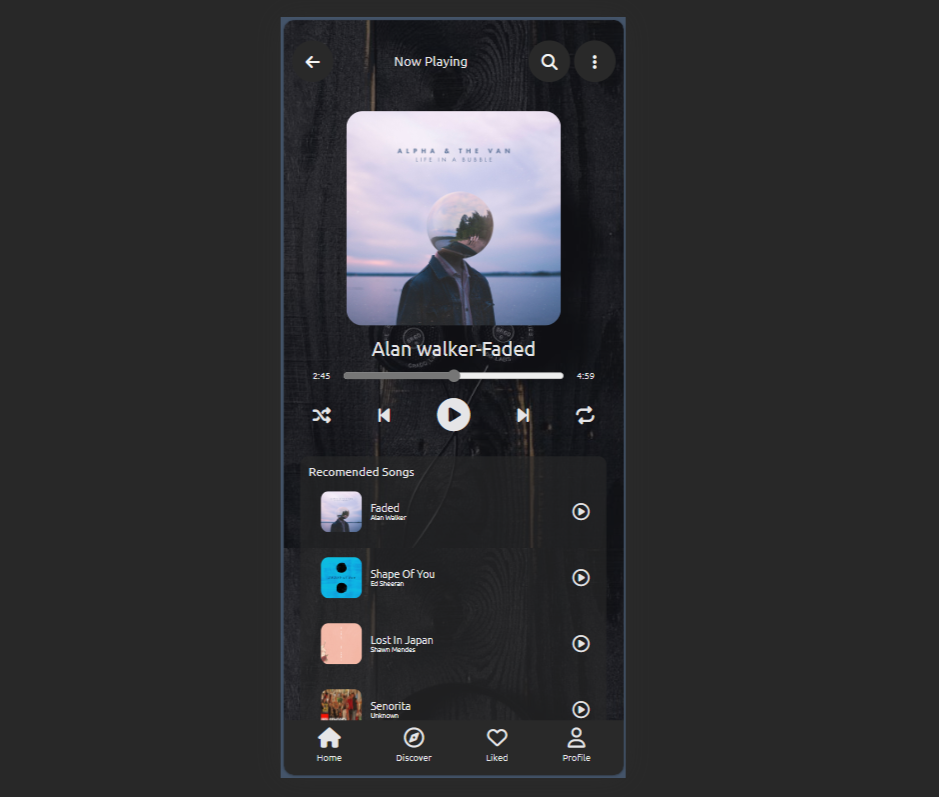 Now Playing
ALPHA & THE VAN
LIFE IN A BUBBLE
Alan walker-Faded
2:45
4:59
Recomended Songs
Faded
Alan Walker
Shape Of You
Ed Sheeran
Lost In Japan
Shawn Mendes
Senorita
Unknown
Home
Discover
Liked
Profile